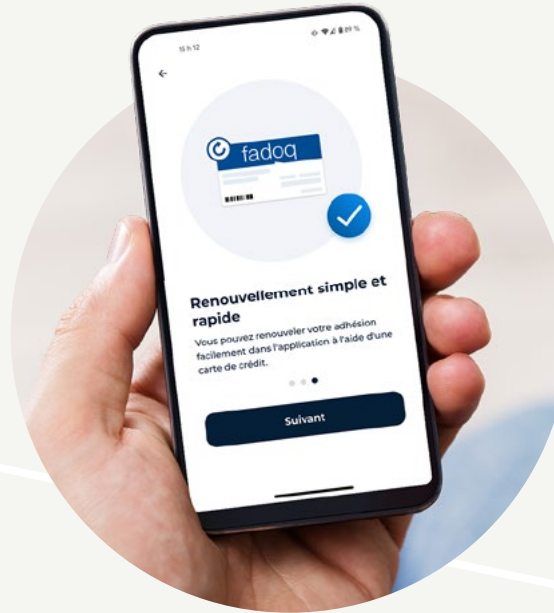 15 h 12
89 %
fadoq
Renouvellement simple et
rapide
Vous pouvez renouveler votre adhésion
facilement dans l'application à l'aide d'une
carte de crédit.
Suivant